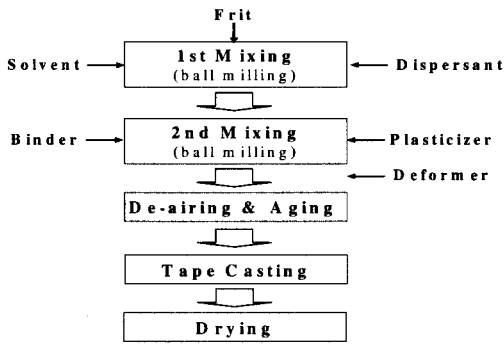 Frit
Solvent
1st Mixing
(ball milling)
Dispersant
Binder
2nd Mixing
(ball milling)
Plasticizer
Deformer
De-airing & Aging
Tape Casting
Drying